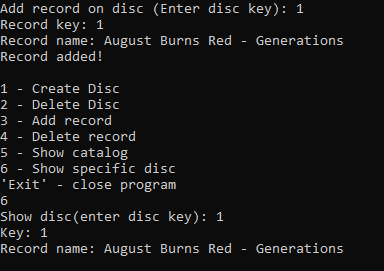 Add record on disc (Enter disc key): 1
Record key: 1
Record name: August Burns Red - Generations
Record added!
1 - Create Disc
2 - Delete Disc
3 - Add record
4 - Delete record
5 - Show catalog
6 - Show specific disc
'Exit' - close program
6
Show disc(enter disc key): 1
Key: 1
Record name: August Burns Red - Generations